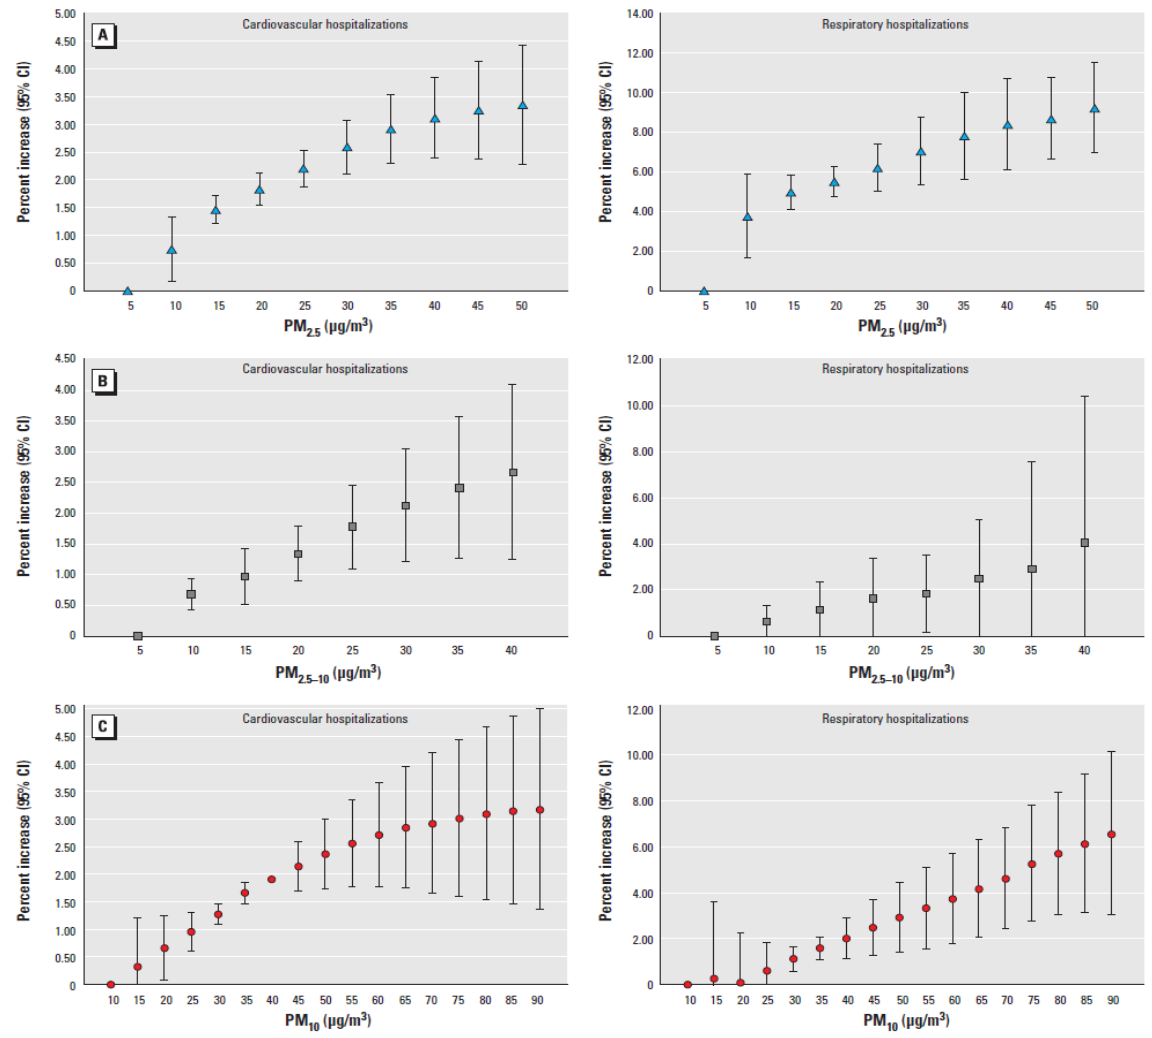 A
Cardiovascular hospitalizations
Percent increase (95% CI)
5.00
4.50
4.00
3.50
3.00
2.50
2.00
1.50
1.00
0.50
0
5 10 15 20 25 30 35 40 45 50
PM2.5 (μg/m3)
Respiratory hospitalizations
Percent increase (95% CI)
14.00
12.00
10.00
8.00
6.00
4.00
2.00
0
5 10 15 20 25 30 35 40 45 50
PM2.5 (μg/m3)
B
Cardiovascular hospitalizations
Percent increase (95% CI)
4.50
4.00
3.50
3.00
2.50
2.00
1.50
1.00
0.50
0
5 10 15 20 25 30 35 40
PM2.5–10 (μg/m3)
Respiratory hospitalizations
Percent increase (95% CI)
12.00
10.00
8.00
6.00
4.00
2.00
0
5 10 15 20 25 30 35 40
PM2.5–10 (μg/m3)
C
Cardiovascular hospitalizations
Percent increase (95% CI)
5.00
4.50
4.00
3.50
3.00
2.50
2.00
1.50
1.00
0.50
0
10 15 20 25 30 35 40 45 50 55 60 65 70 75 80 85 90
PM10 (μg/m3)
Respiratory hospitalizations
Percent increase (95% CI)
12.00
10.00
8.00
6.00
4.00
2.00
0
10 15 20 25 30 35 40 45 50 55 60 65 70 75 80 85 90
PM10 (μg/m3)